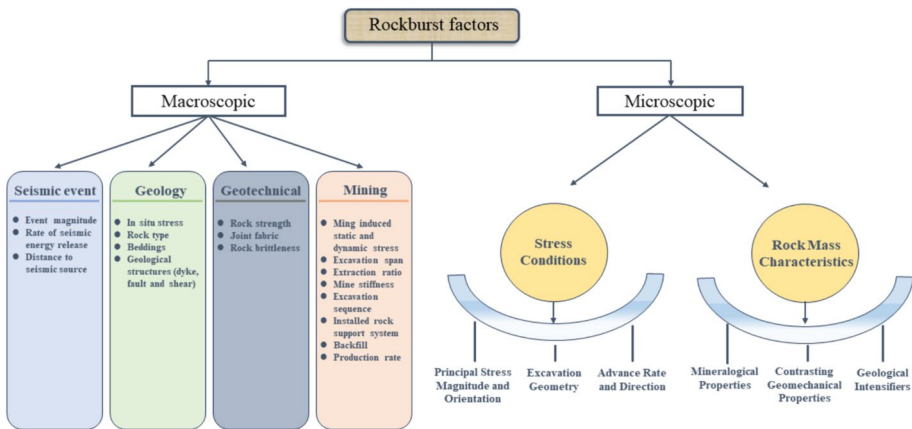 Rockburst factors
Macroscopic
Microscopic
Seismic event
● Event magnitude
● Rate of seismic
energy release
● Distance to
seismic source
Geology
● In situ stress
● Rock type
● Beddings
● Geological
structures (dyke,
fault and shear)
Geotechnical
● Rock strength
● Joint fabric
● Rock brittleness
Mining
● Ming induced
static and
dynamic stress
● Excavation span
● Extraction ratio
● Mine stiffness
● Excavation
sequence
● Installed rock
support system
● Backfill
● Production rate
Stress
Conditions
Principal Stress
Magnitude and
Orientation
Excavation
Geometry
Advance Rate
and Direction
Rock Mass
Characteristics
Mineralogical
Properties
Contrasting
Geomechanical
Properties
Geological
Intensifiers